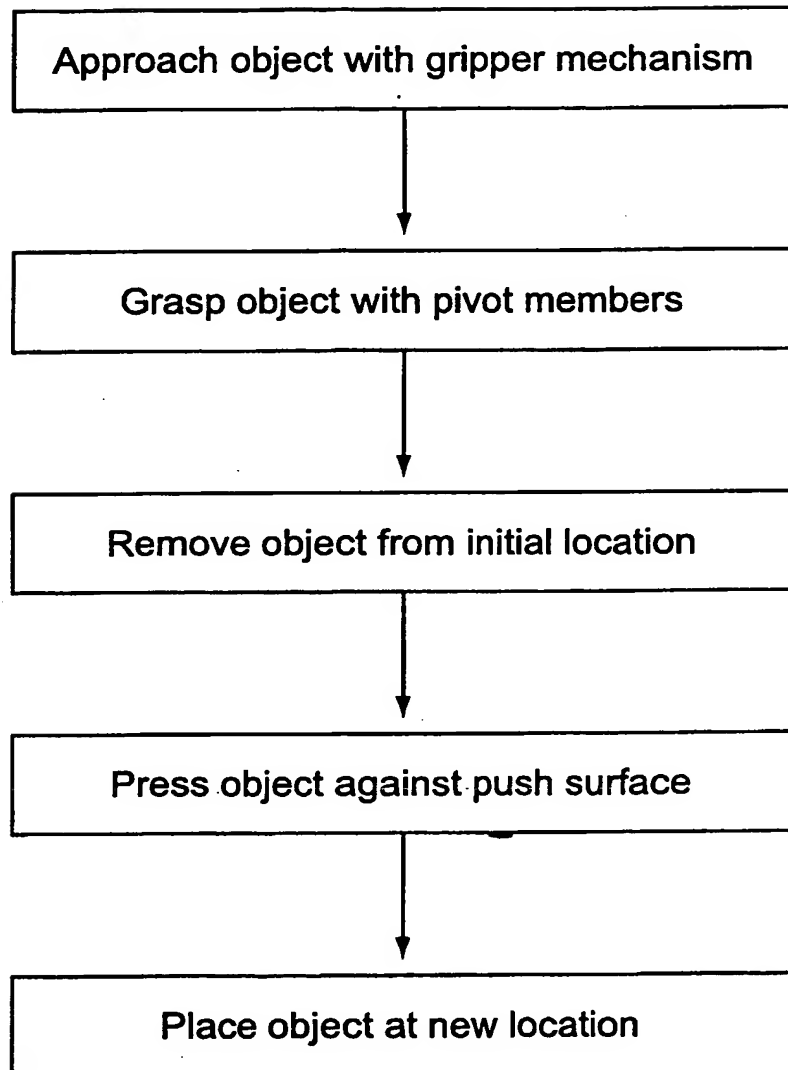 Approach object with gripper mechanism
Grasp object with pivot members
Remove object from initial location
Press object against push surface
Place object at new location